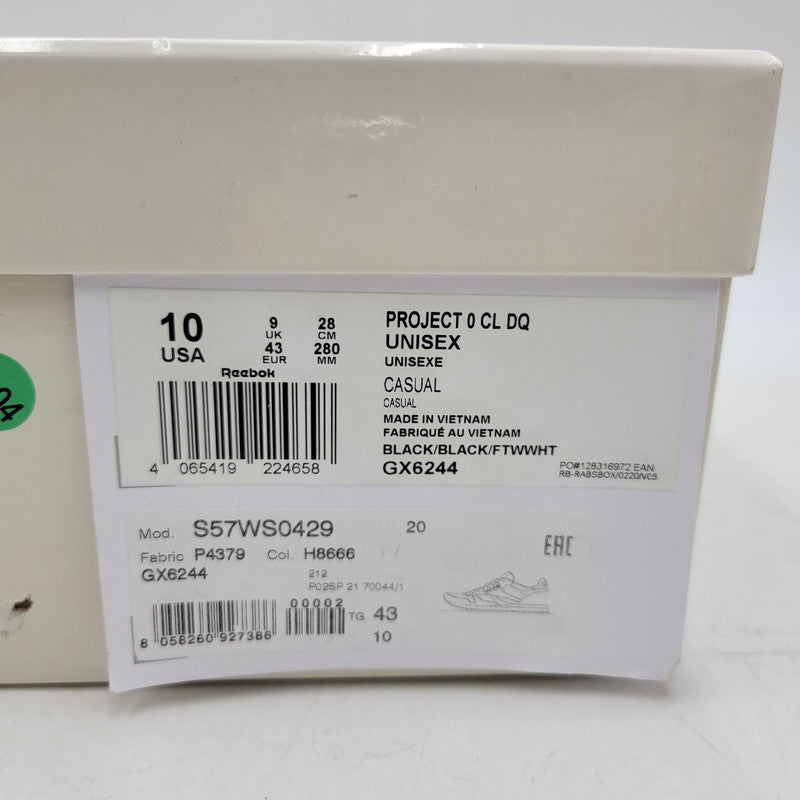 04
10
USA
9
UK
43
EUR
28
CM
280
MM
Reebok
4 065419 224658
PROJECT 0 CL DQ
UNISEX
UNISEXE
CASUAL
CASUAL
MADE IN VIETNAM
FABRIQUÉ AU VIETNAM
BLACK/BLACK/FTWWHT
GX6244
PO#128316972 EAN
RB-RABSBOX/0220/V05
Mod. S57WS0429 20
Fabric P4379 Col. H8666
GX6244
212
P02SP 21 70044/1
EAC
00002
TG. 43
10
8 056260 927386